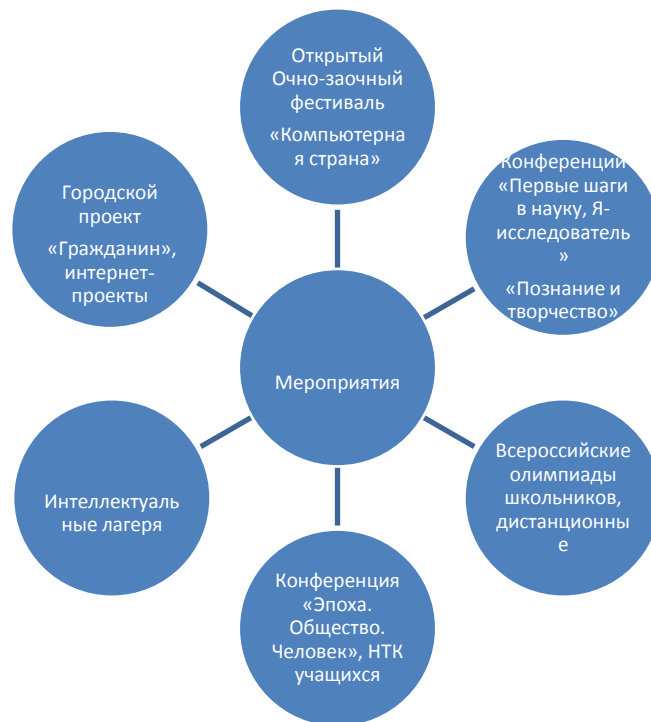 Открытый
Очно-заочный
фестиваль
«Компьютерна
я страна»
Конференции
«Первые шаги
в науку, Я-
исследователь
»
«Познание и
творчество»
Городской
проект
«Гражданин»,
интернет-
проекты
Мероприятия
Всероссийские
олимпиады
школьников,
дистанционны
е
Интеллектуаль
ные лагеря
Конференция
«Эпоха.
Общество.
Человек», НТК
учащихся